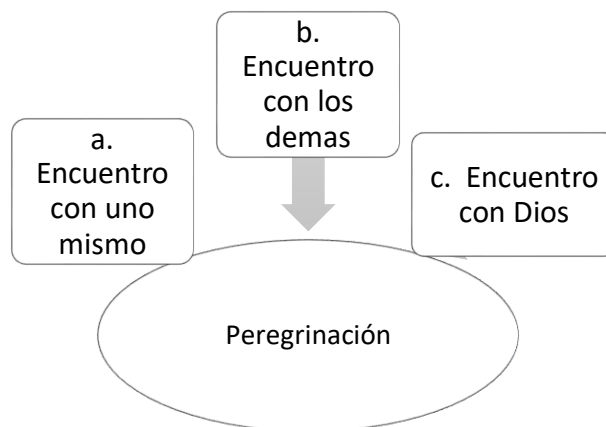 a.
Encuentro
con uno
mismo
b.
Encuentro
con los
demas
c. Encuentro
con Dios
Peregrinación